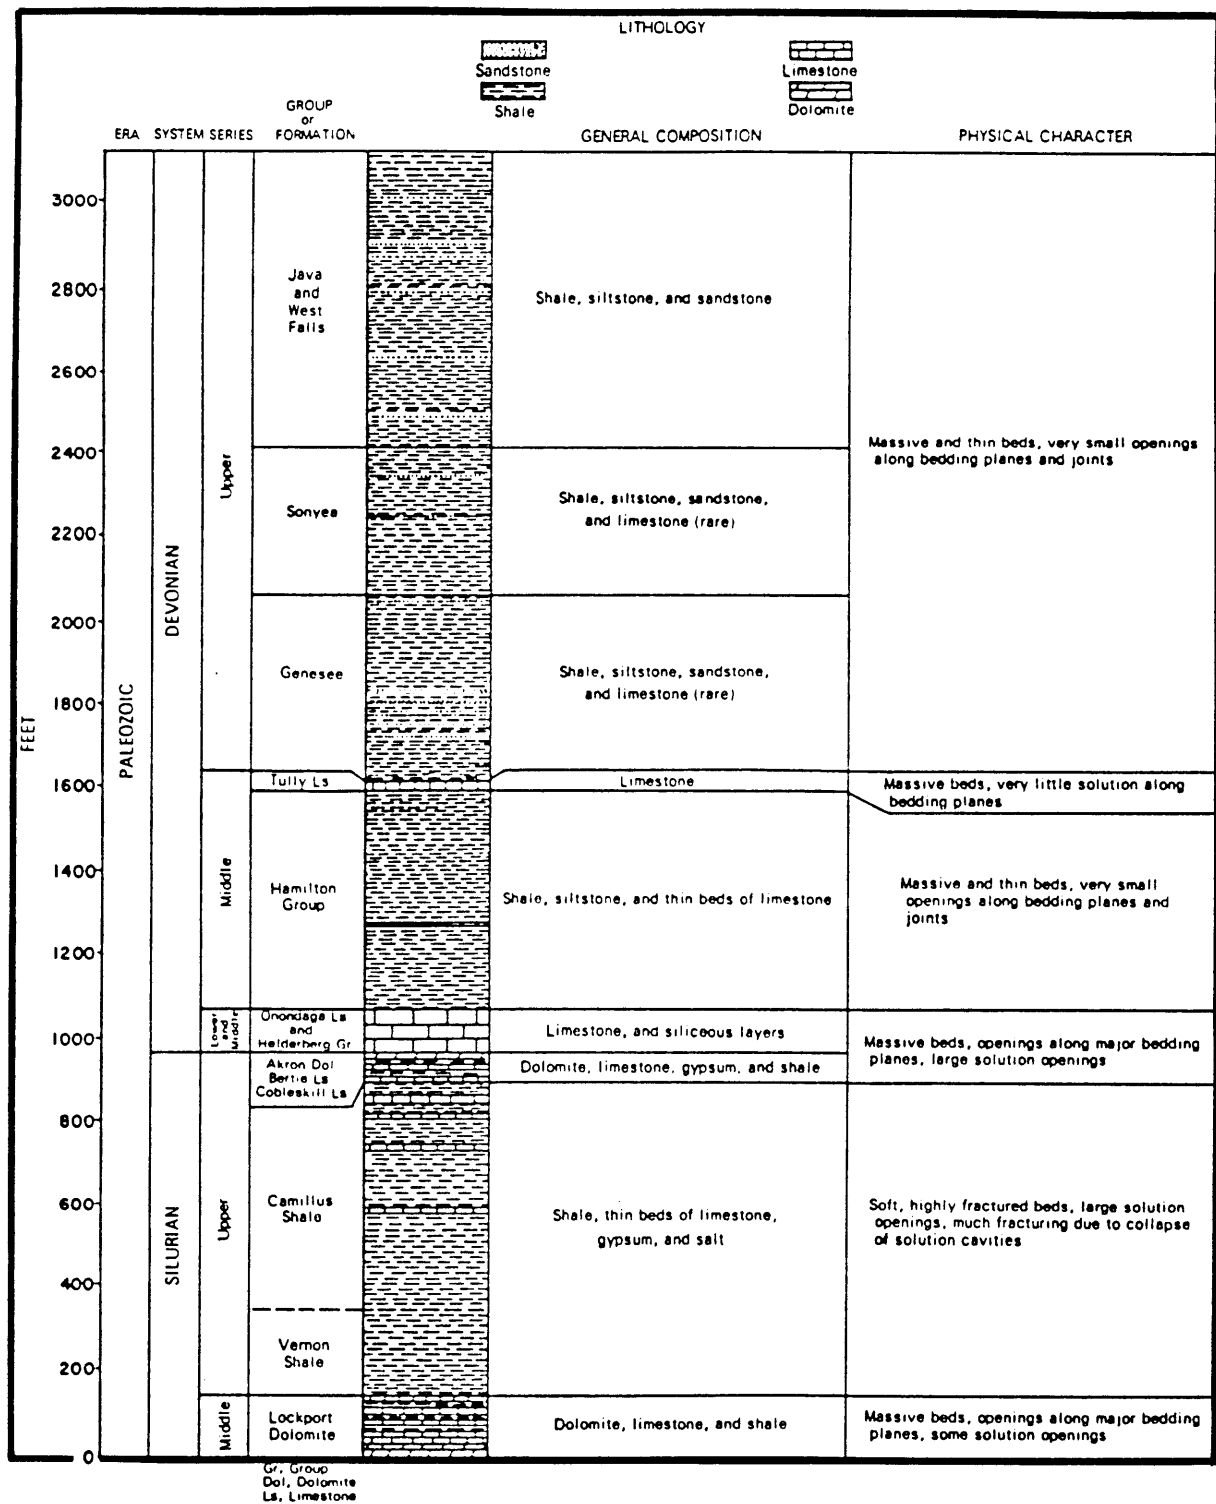 LITHOLOGY
Sandstone
Limestone
Shale
Dolomite
ERA
SYSTEM
SERIES
GROUP
or
FORMATION
GENERAL COMPOSITION
PHYSICAL CHARACTER
FEET
3000
2800
2600
2400
2200
2000
1800
1600
1400
1200
1000
800
600
400
200
0
PALEOZOIC
DEVONIAN
SILURIAN
Upper
Middle
Lower
and
Middle
Upper
Middle
Java
and
West
Falls
Shale, siltstone, and sandstone
Massive and thin beds, very small openings
along bedding planes and joints
Sonyea
Shale, siltstone, sandstone,
and limestone (rare)
Genesee
Shale, siltstone, sandstone,
and limestone (rare)
Tully Ls
Limestone
Massive beds, very little solution along
bedding planes
Hamilton
Group
Shale, siltstone, and thin beds of limestone
Massive and thin beds, very small
openings along bedding planes and
joints
Onondaga Ls
and
Helderberg Gr
Limestone, and siliceous layers
Massive beds, openings along major bedding
planes, large solution openings
Akron Dol
Bertie Ls
Cobleskill Ls
Dolomite, limestone, gypsum, and shale
Camillus
Shale
Shale, thin beds of limestone,
gypsum, and salt
Soft, highly fractured beds, large solution
openings, much fracturing due to collapse
of solution cavities
Vernon
Shale
Lockport
Dolomite
Dolomite, limestone, and shale
Massive beds, openings along major bedding
planes, some solution openings
Gr, Group
Dol, Dolomite
Ls, Limestone